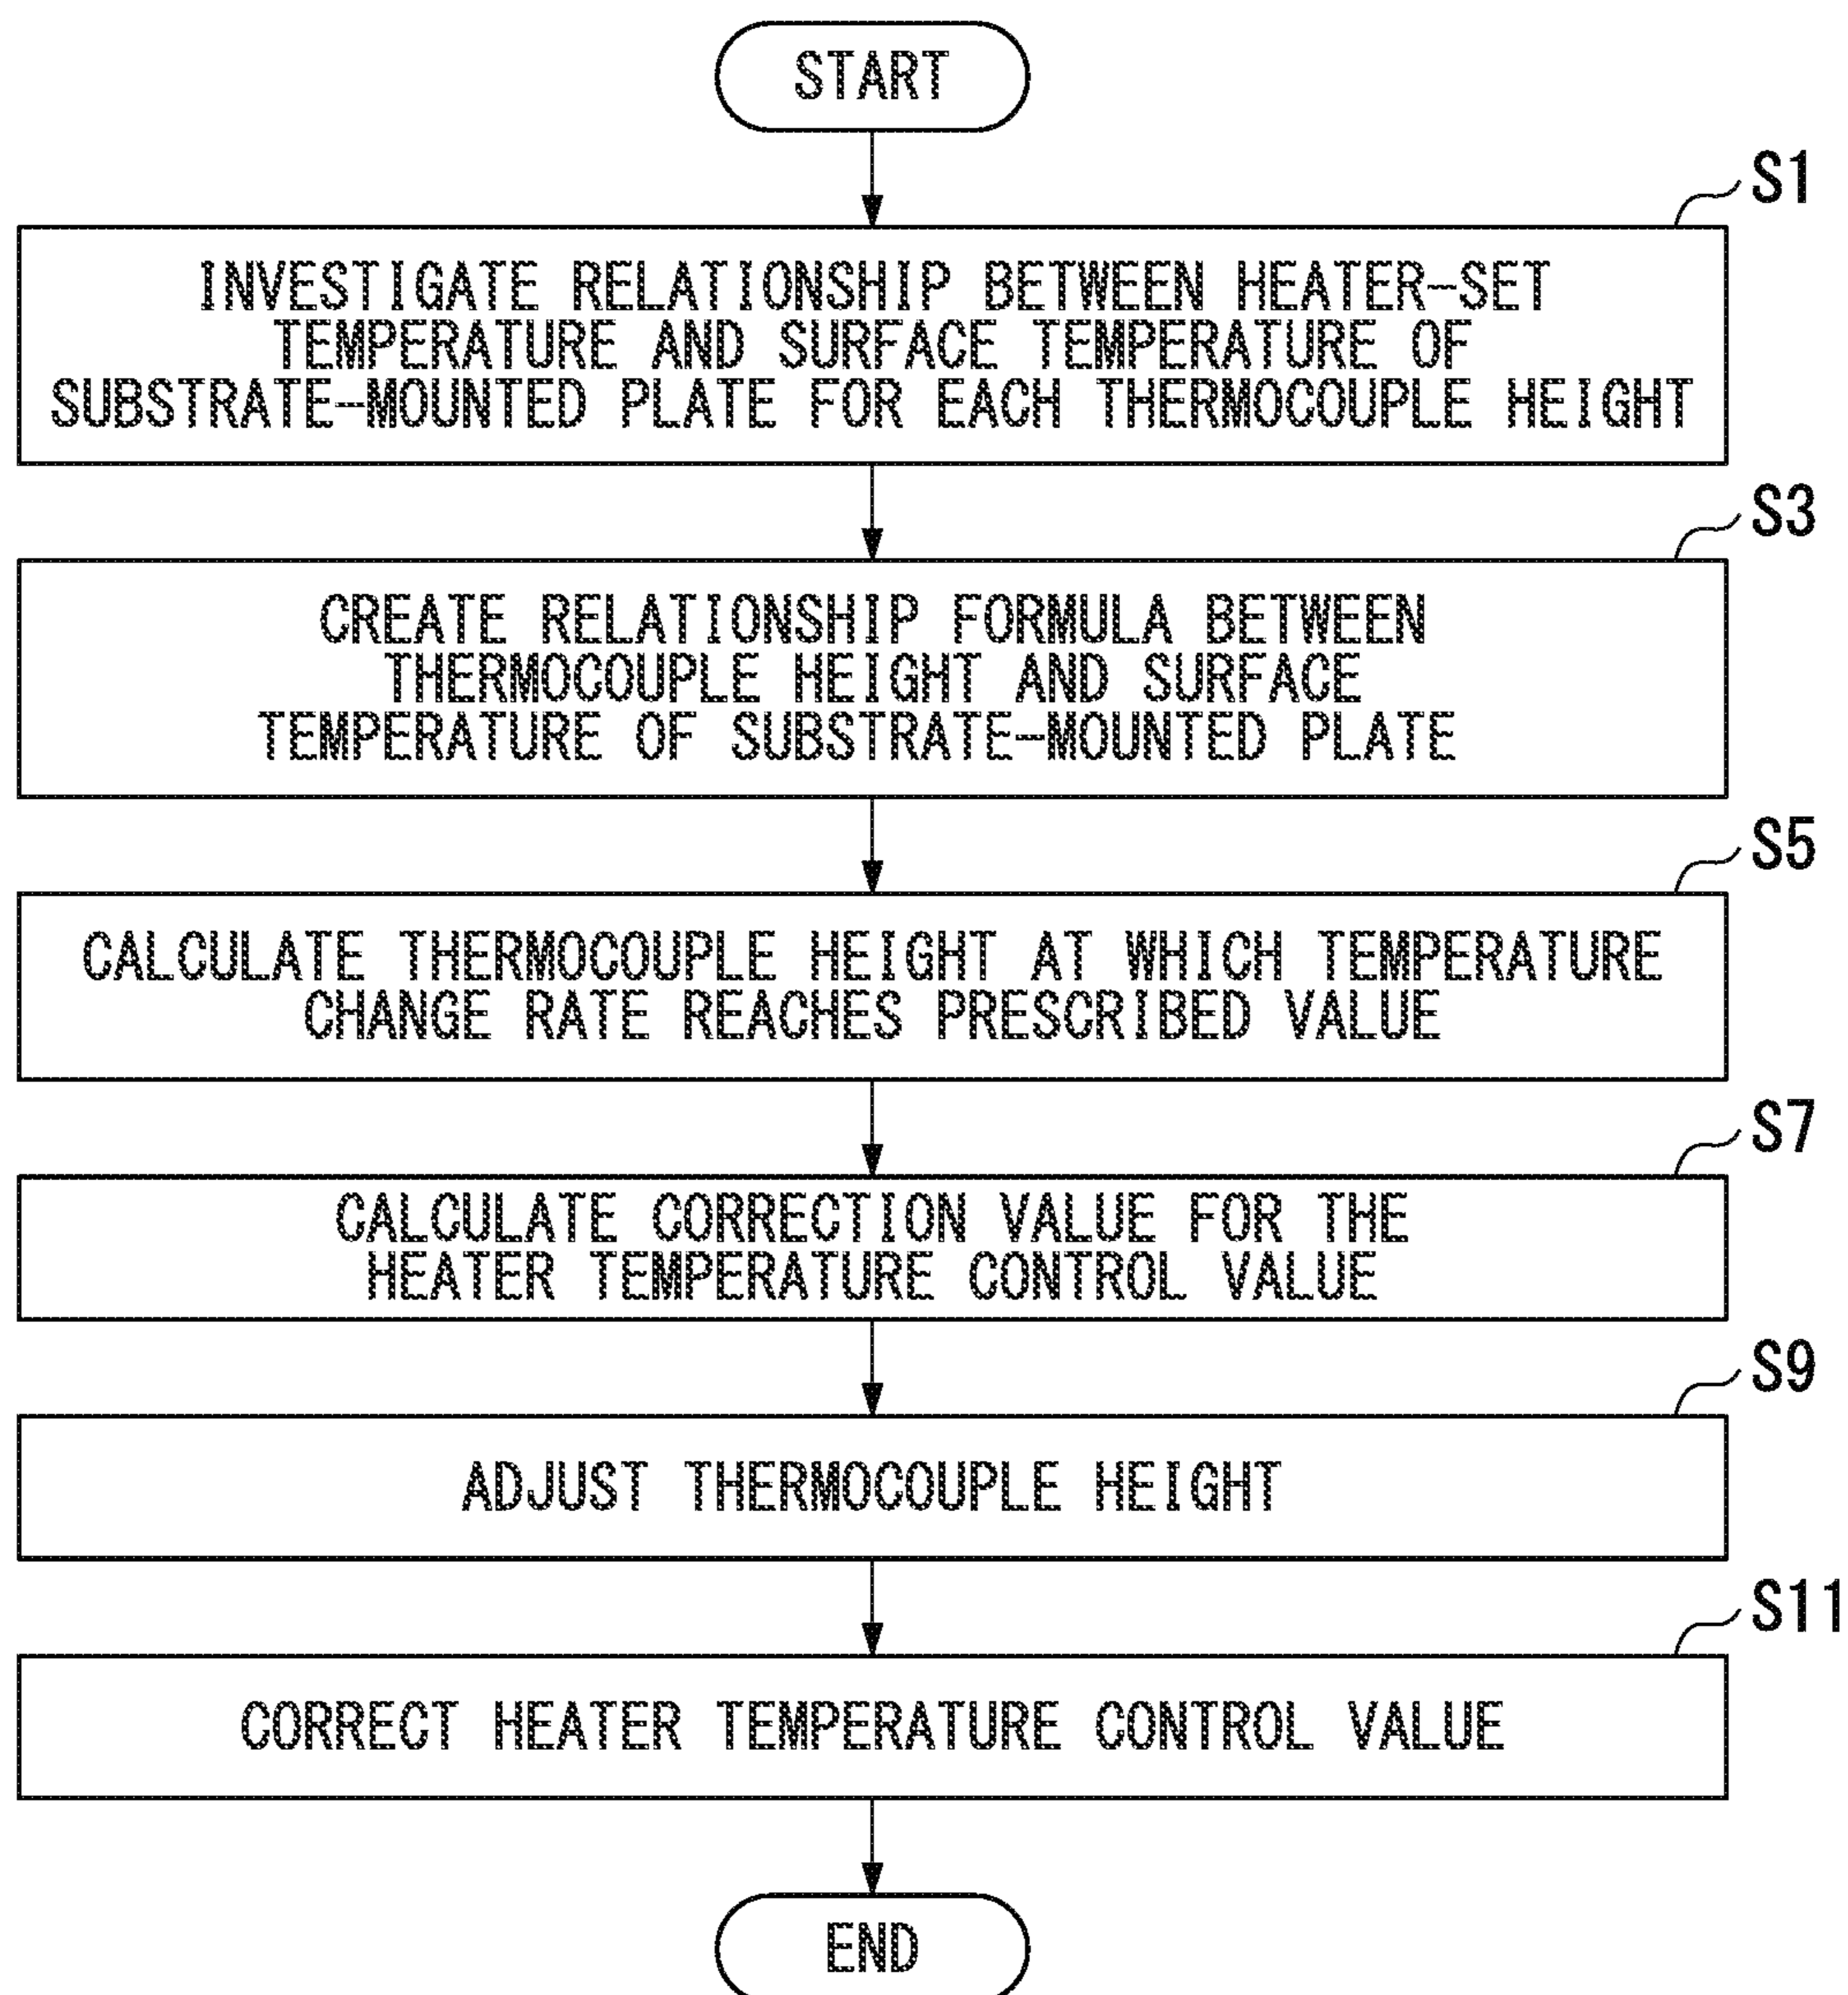 START
S1
INVESTIGATE RELATIONSHIP BETWEEN HEATER-SET
TEMPERATURE AND SURFACE TEMPERATURE OF
SUBSTRATE-MOUNTED PLATE FOR EACH THERMOCOUPLE HEIGHT
S3
CREATE RELATIONSHIP FORMULA BETWEEN
THERMOCOUPLE HEIGHT AND SURFACE
TEMPERATURE OF SUBSTRATE-MOUNTED PLATE
S5
CALCULATE THERMOCOUPLE HEIGHT AT WHICH TEMPERATURE
CHANGE RATE REACHES PRESCRIBED VALUE
S7
CALCULATE CORRECTION VALUE FOR THE
HEATER TEMPERATURE CONTROL VALUE
S9
ADJUST THERMOCOUPLE HEIGHT
S11
CORRECT HEATER TEMPERATURE CONTROL VALUE
END